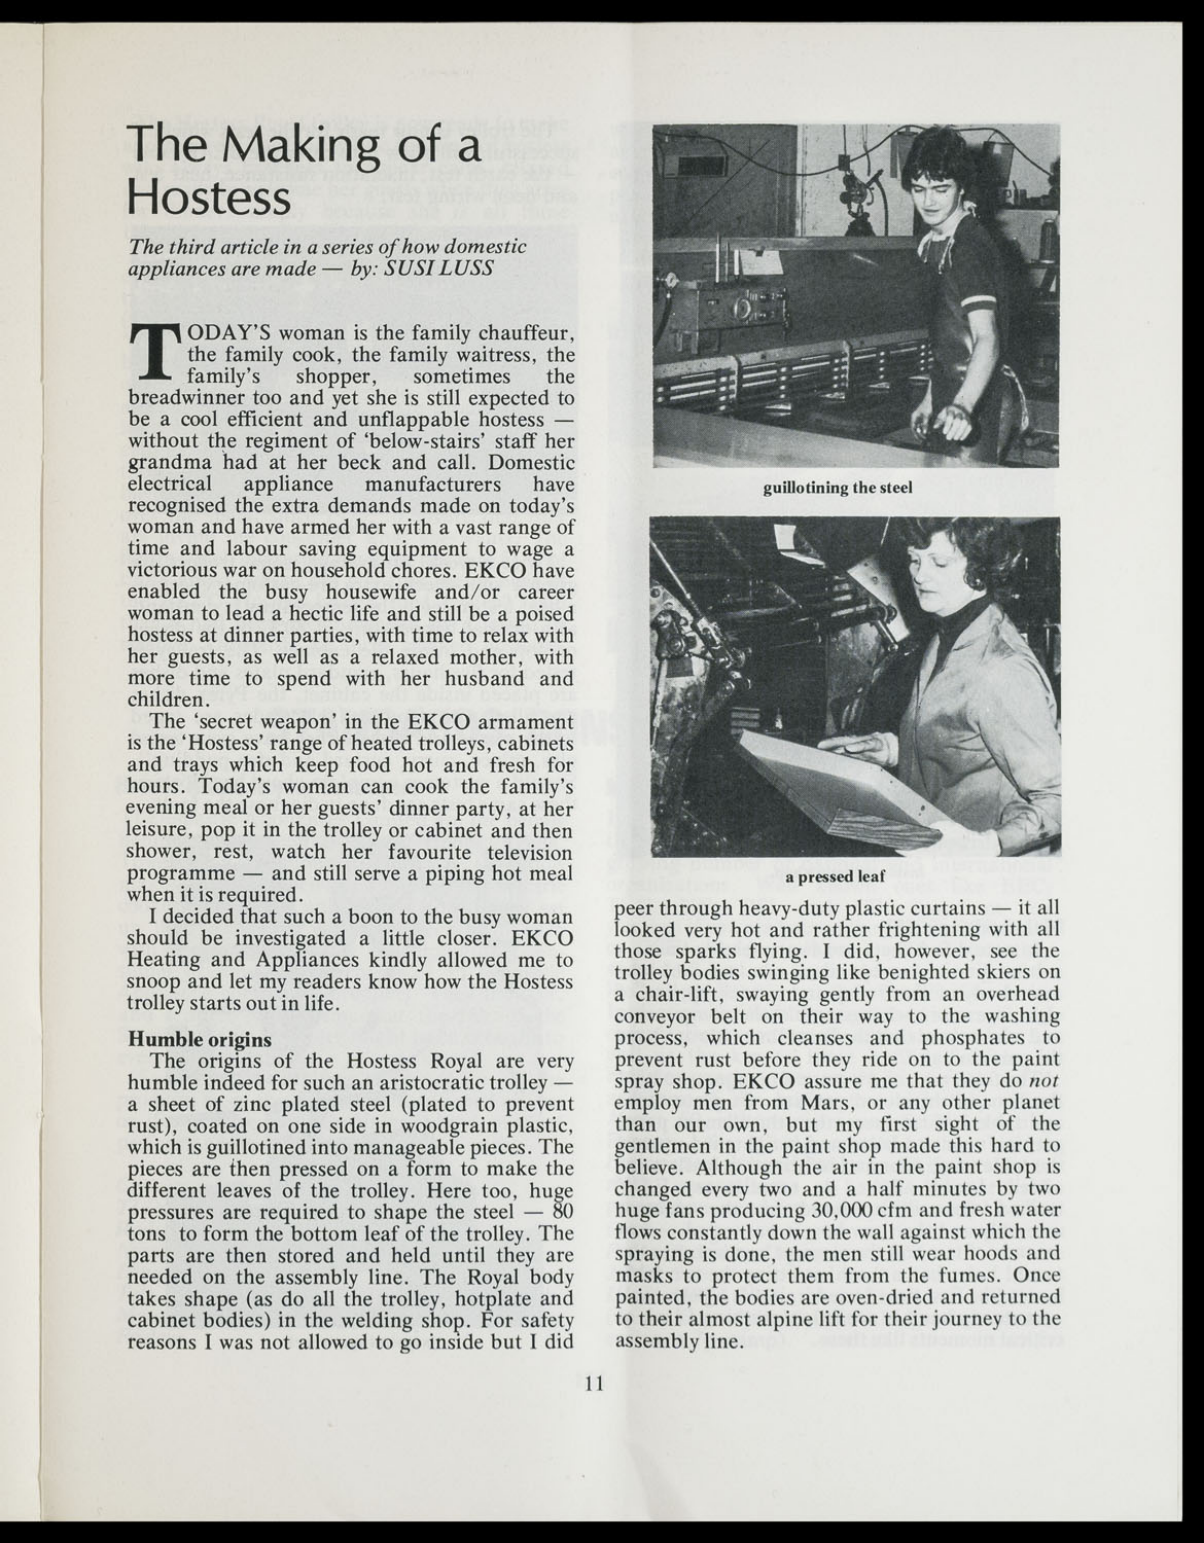 The Making of a
Hostess
The third article in a series of how domestic
appliances are made — by: SUSI LUSS
TODAY'S woman is the family chauffeur,
the family cook, the family waitress, the
family's shopper, sometimes the
breadwinner too and yet she is still expected to
be a cool efficient and unflappable hostess —
without the regiment of 'below-stairs' staff her
grandma had at her beck and call. Domestic
electrical appliance manufacturers have
recognised the extra demands made on today's
woman and have armed her with a vast range of
time and labour saving equipment to wage a
victorious war on household chores. EKCO have
enabled the busy housewife and/or career
woman to lead a hectic life and still be a poised
hostess at dinner parties, with time to relax with
her guests, as well as a relaxed mother, with
more time to spend with her husband and
children.
The 'secret weapon' in the EKCO armament
is the 'Hostess' range of heated trolleys, cabinets
and trays which keep food hot and fresh for
hours. Today's woman can cook the family's
evening meal or her guests' dinner party, at her
leisure, pop it in the trolley or cabinet and then
shower, rest, watch her favourite television
programme — and still serve a piping hot meal
when it is required.
I decided that such a boon to the busy woman
should be investigated a little closer. EKCO
Heating and Appliances kindly allowed me to
snoop and let my readers know how the Hostess
trolley starts out in life.
Humble origins
The origins of the Hostess Royal are very
humble indeed for such an aristocratic trolley —
a sheet of zinc plated steel (plated to prevent
rust), coated on one side in woodgrain plastic,
which is guillotined into manageable pieces. The
pieces are then pressed on a form to make the
different leaves of the trolley. Here too, huge
pressures are required to shape the steel — 80
tons to form the bottom leaf of the trolley. The
parts are then stored and held until they are
needed on the assembly line. The Royal body
takes shape (as do all the trolley, hotplate and
cabinet bodies) in the welding shop. For safety
reasons I was not allowed to go inside but I did
guillotining the steel
a pressed leaf
peer through heavy-duty plastic curtains — it all
looked very hot and rather frightening with all
those sparks flying. I did, however, see the
trolley bodies swinging like benighted skiers on
a chair-lift, swaying gently from an overhead
conveyor belt on their way to the washing
process, which cleanses and phosphates to
prevent rust before they ride on to the paint
spray shop. EKCO assure me that they do not
employ men from Mars, or any other planet
than our own, but my first sight of the
gentlemen in the paint shop made this hard to
believe. Although the air in the paint shop is
changed every two and a half minutes by two
huge fans producing 30,000 cfm and fresh water
flows constantly down the wall against which the
spraying is done, the men still wear hoods and
masks to protect them from the fumes. Once
painted, the bodies are oven-dried and returned
to their almost alpine lift for their journey to the
assembly line.
11